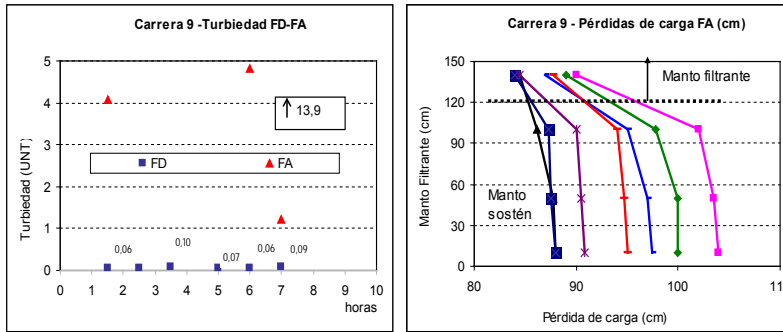 Carrera 9 -Turbiedad FD-FA
Turbiedad (UNT)
5
4
3
2
1
0
13,9
FD
FA
0,06
0,10
0,07
0,06
0,09
0 1 2 3 4 5 6 7 8 9 10
horas
Carrera 9 - Pérdidas de carga FA (cm)
Manto Filtrante (cm)
150
120
90
60
30
0
Manto filtrante
Manto
sostén
80 90 100 110
Pérdida de carga (cm)